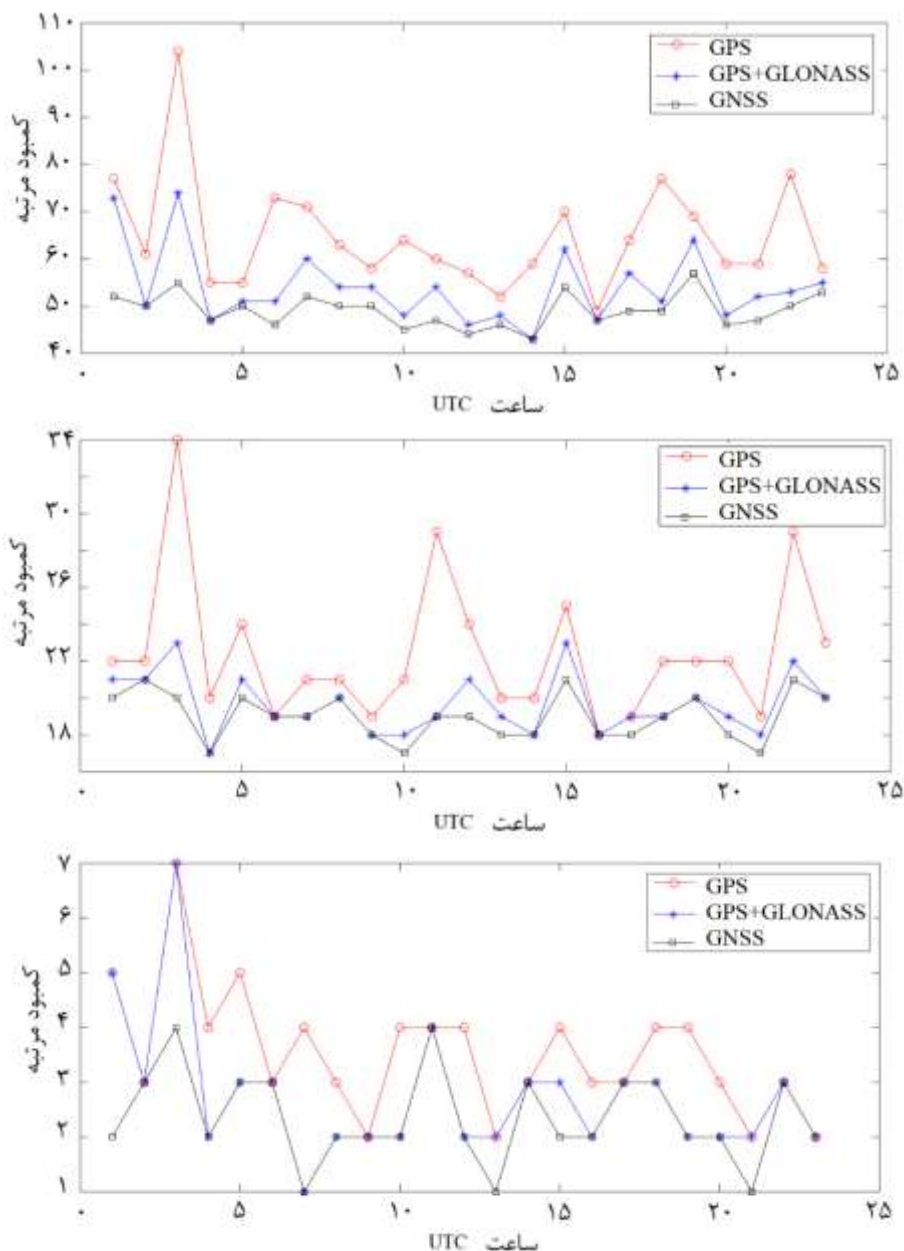 ۱۱۰
۱۰۰
۹۰
۸۰
۷۰
۶۰
۵۰
۴۰
کمبود مرتبه
GPS
GPS+GLONASS
GNSS
۰ ۵ ۱۰ ۱۵ ۲۰ ۲۵
ساعت UTC
۳۴
۳۰
۲۶
۲۲
۱۸
کمبود مرتبه
GPS
GPS+GLONASS
GNSS
۰ ۵ ۱۰ ۱۵ ۲۰ ۲۵
ساعت UTC
۷
۶
۵
۴
۳
۲
۱
کمبود مرتبه
GPS
GPS+GLONASS
GNSS
۰ ۵ ۱۰ ۱۵ ۲۰ ۲۵
ساعت UTC